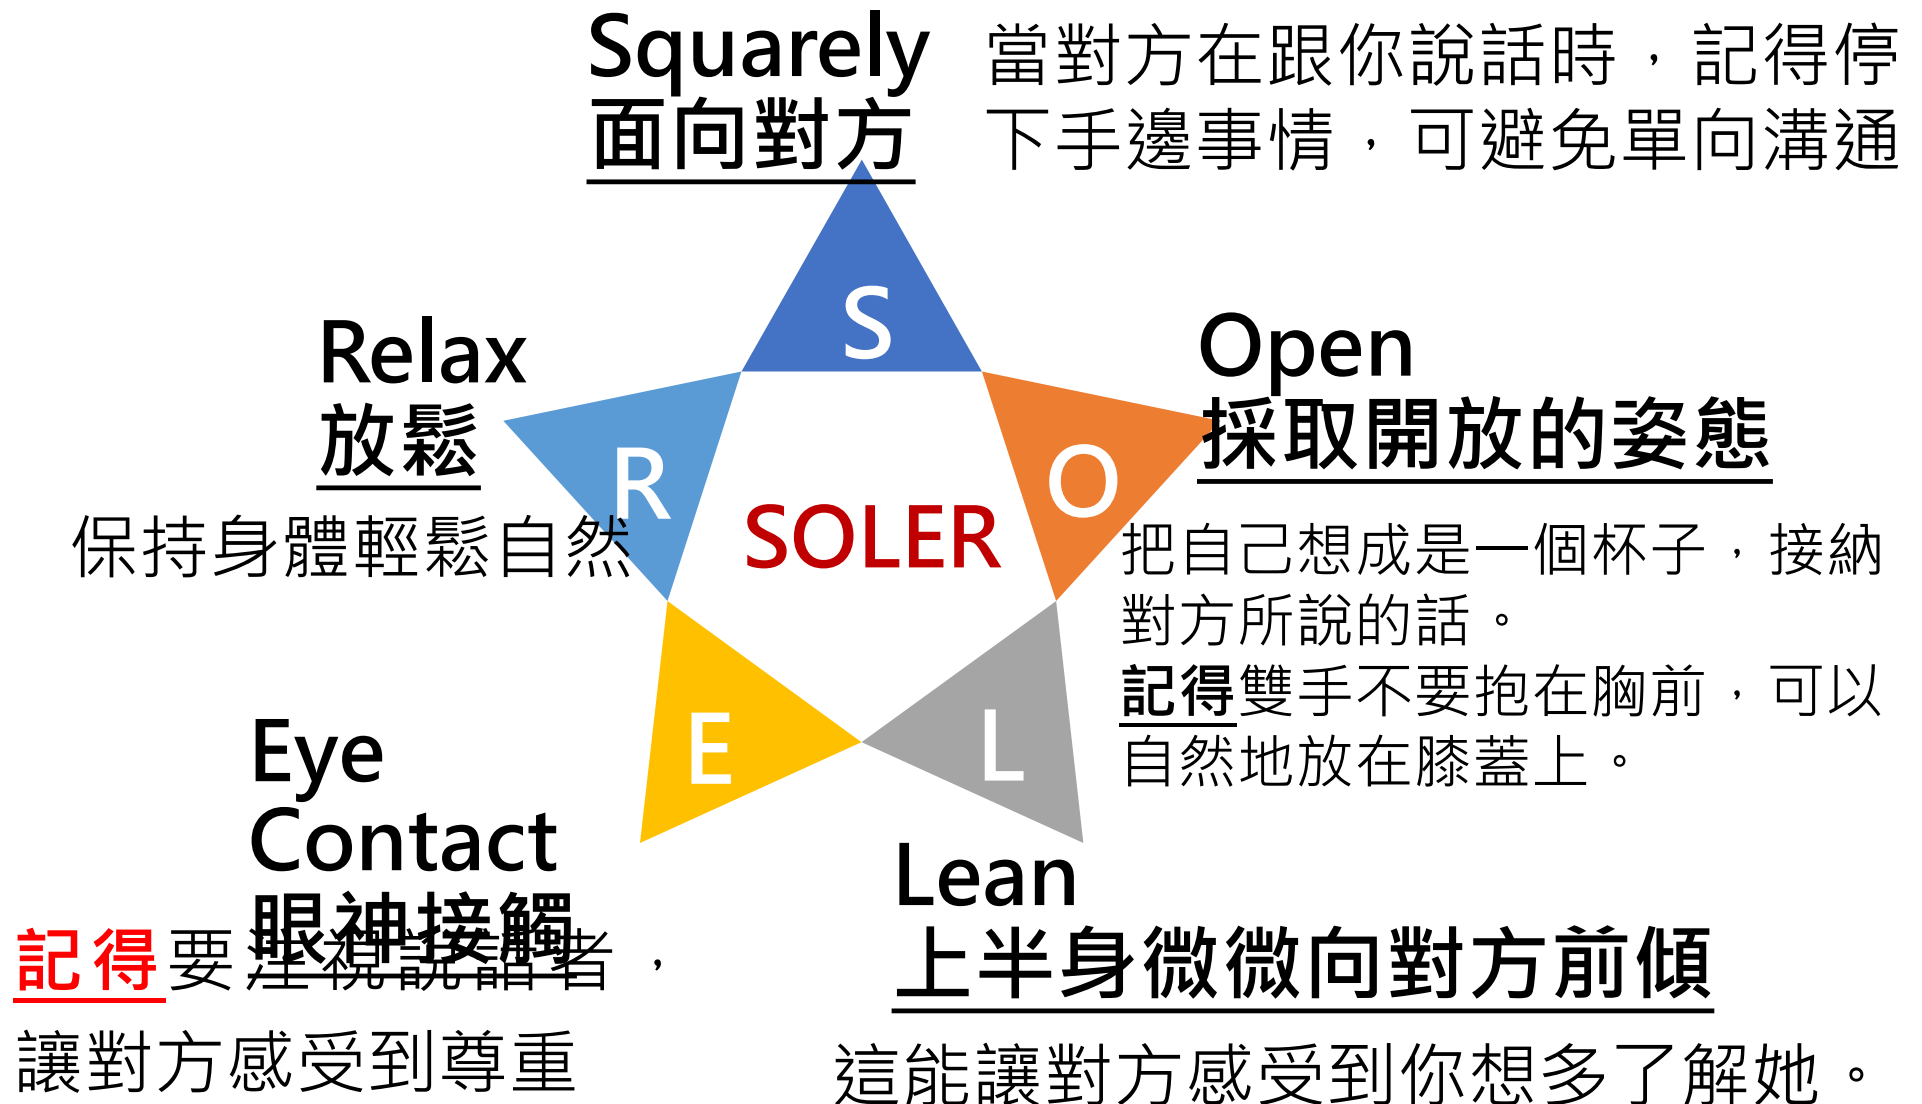 Squarely
面向對方
當對方在跟你說話時，記得停
下手邊事情，可避免單向溝通
S
Relax
放鬆
保持身體輕鬆自然
R
SOLER
O
Open
採取開放的姿態
把自己想成是一個杯子，接納
對方所說的話。
記得雙手不要抱在胸前，可以
自然地放在膝蓋上。
E
L
Eye
Contact
眼神接觸
記得要注視說話者，
讓對方感受到尊重
Lean
上半身微微向對方前傾
這能讓對方感受到你想多了解她。